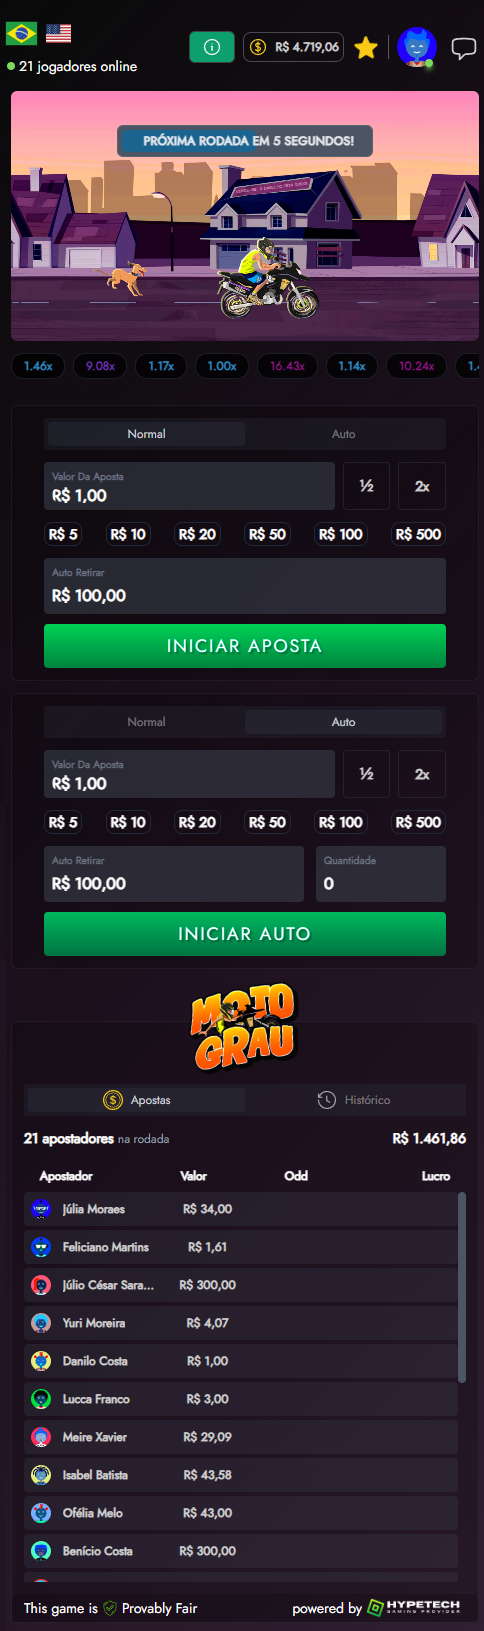 21 jogadores online
R$ 4.719,06
PRÓXIMA RODADA EM 5 SEGUNDOS!
1.46x 9.08x 1.17x 1.00x 16.43x 1.14x 10.24x
Normal Auto
Valor Da Aposta
R$ 1,00
½ 2x
R$ 5 R$ 10 R$ 20 R$ 50 R$ 100 R$ 500
Auto Retirar
R$ 100,00
INICIAR APOSTA
Normal Auto
Valor Da Aposta
R$ 1,00
½ 2x
R$ 5 R$ 10 R$ 20 R$ 50 R$ 100 R$ 500
Auto Retirar Quantidade
R$ 100,00 0
INICIAR AUTO
MOTO
GRAU
Apostas Histórico
21 apostadores na rodada R$ 1.461,86
Apostador Valor Odd Lucro
Júlia Moraes R$ 34,00
Feliciano Martins R$ 1,61
Júlio César Sara... R$ 300,00
Yuri Moreira R$ 4,07
Danilo Costa R$ 1,00
Lucca Franco R$ 3,00
Meire Xavier R$ 29,09
Isabel Batista R$ 43,58
Ofélia Melo R$ 43,00
Benício Costa R$ 300,00
This game is Provably Fair powered by HYPETECH
GAMING PROVIDER